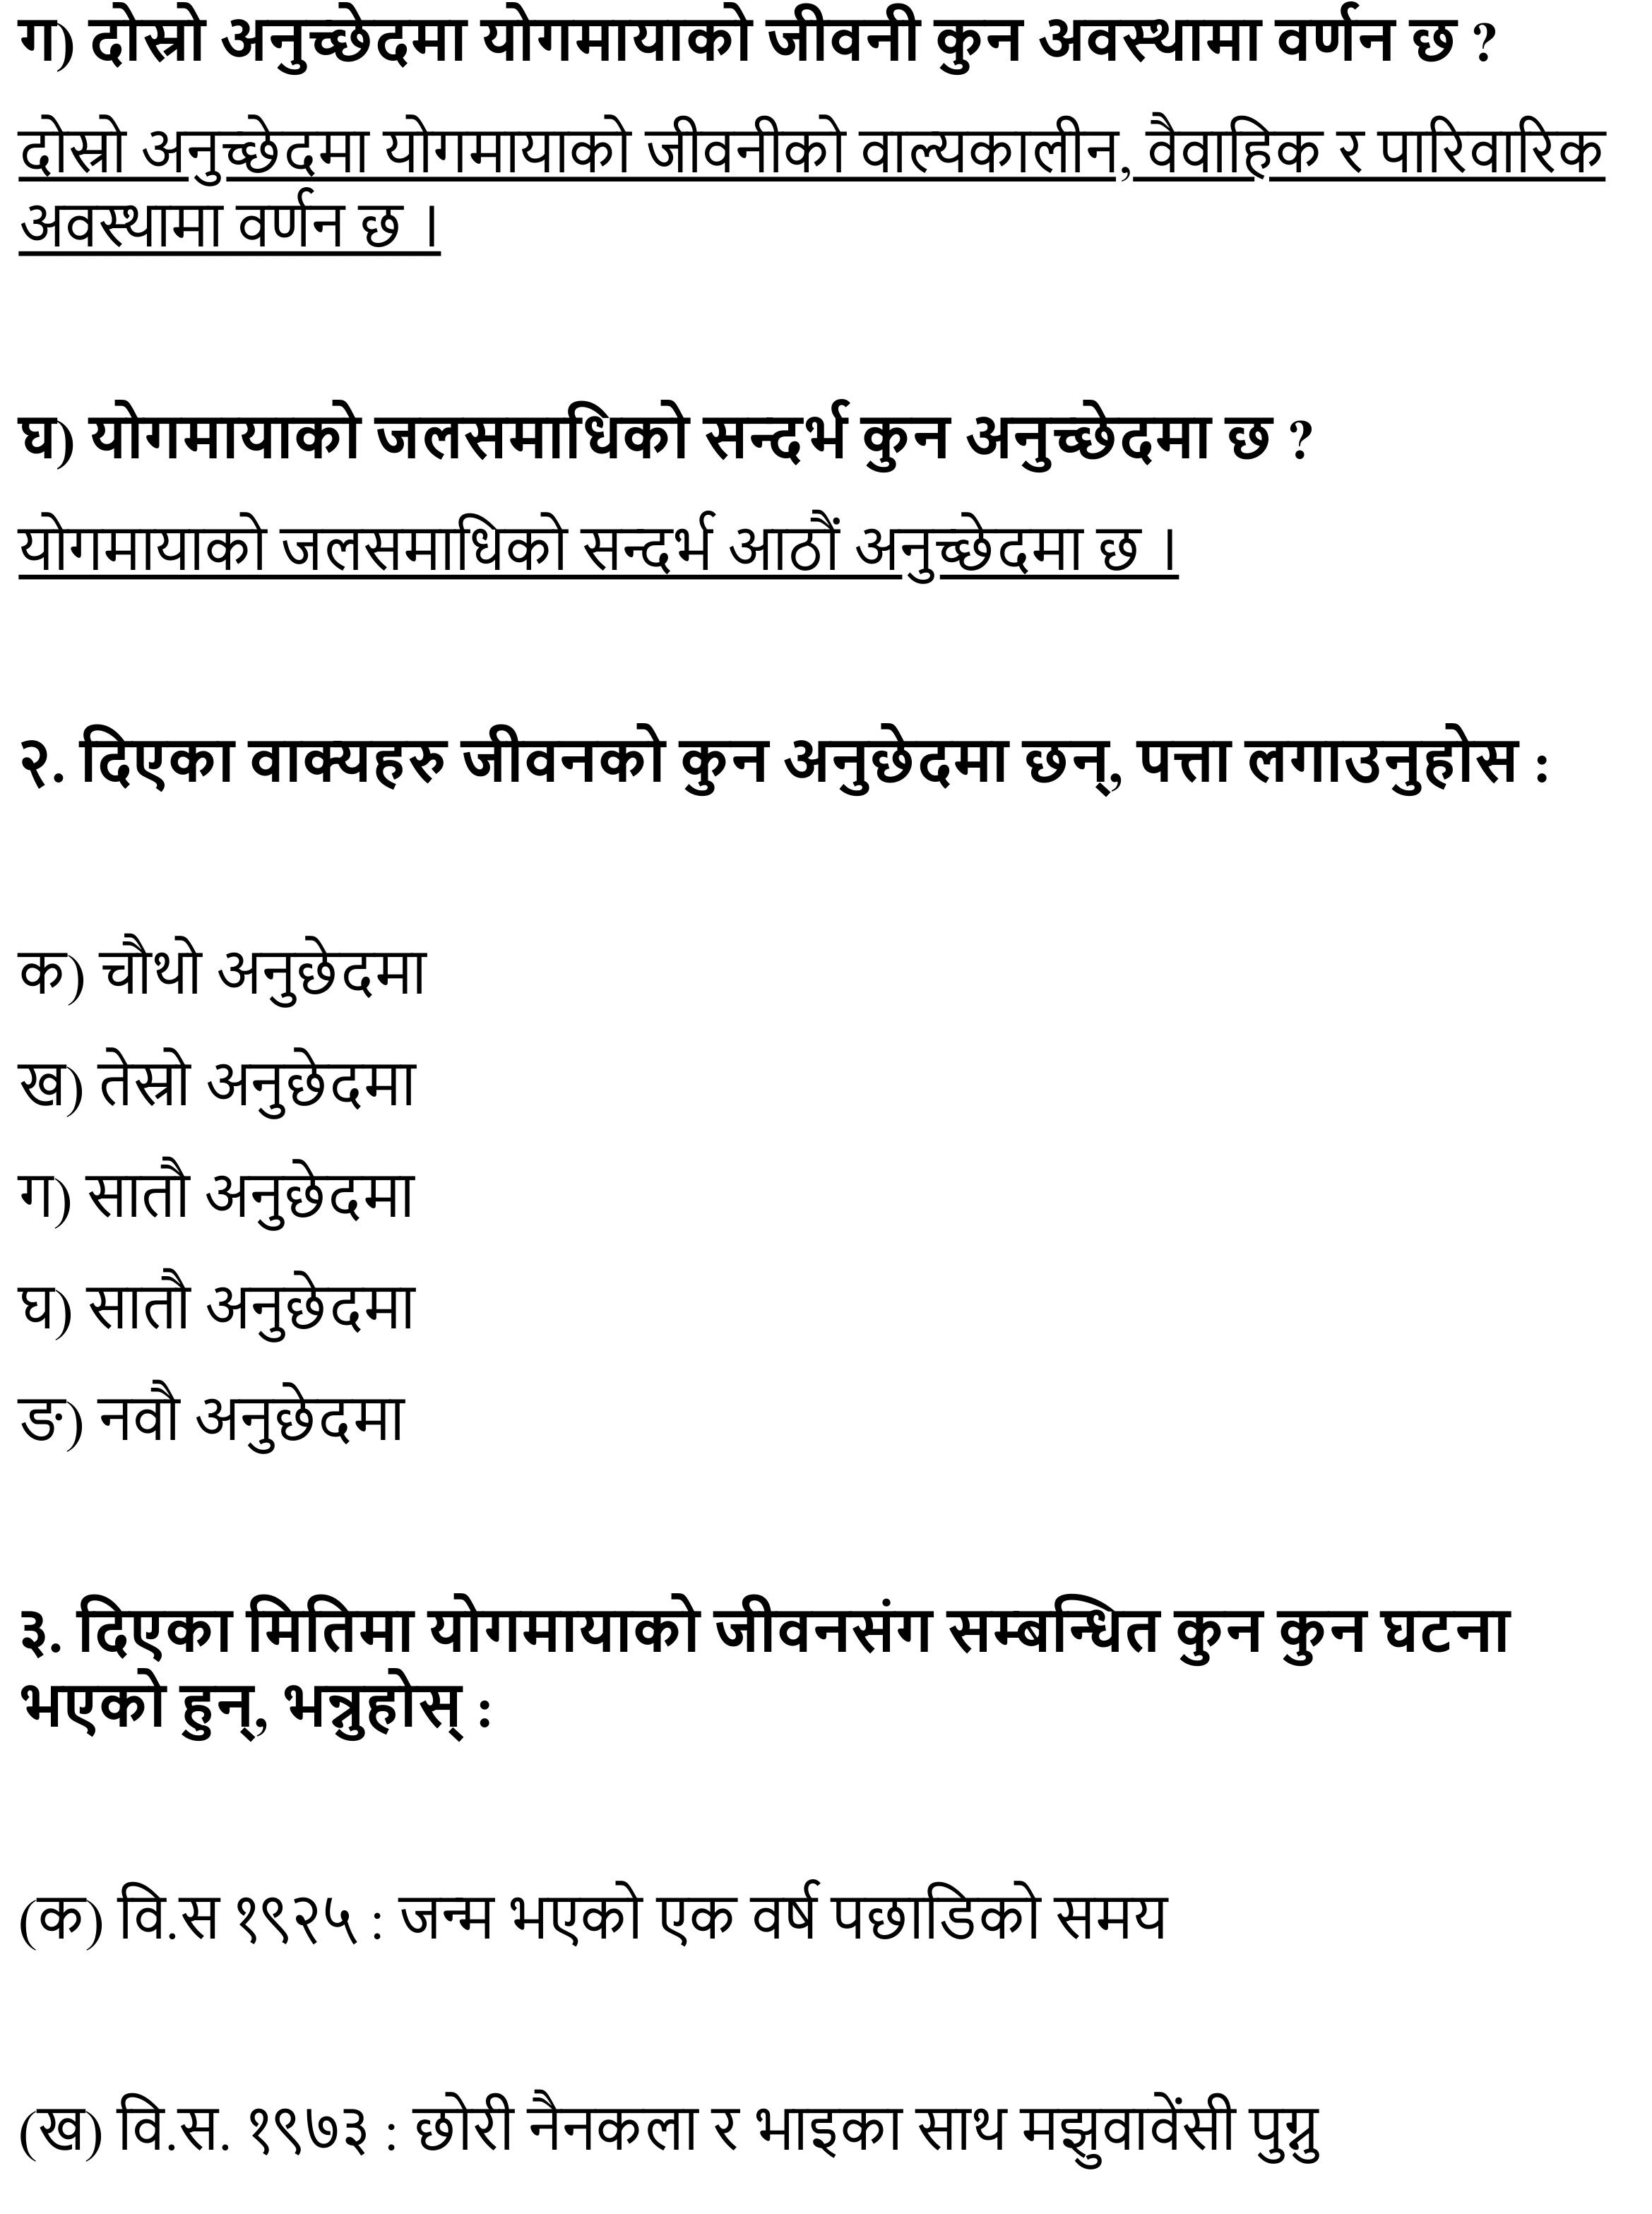 ग) दोस्रो अनुच्छेदमा योगमायाको जीवनी कुन अवस्थामा वर्णन छ ?
दोस्रो अनुच्छेदमा योगमायाको जीवनीको वाल्यकालीन, वैवाहिक र पारिवारिक
अवस्थामा वर्णन छ ।
घ) योगमायाको जलसमाधिको सन्दर्भ कुन अनुच्छेदमा छ ?
योगमायाको जलसमाधिको सन्दर्भ आठौं अनुच्छेदमा छ ।
२. दिएका वाक्यहरु जीवनको कुन अनुछेदमा छन्, पत्ता लगाउनुहोस :
क) चौथो अनुछेदमा
ख) तेस्रो अनुछेदमा
ग) सातौ अनुछेदमा
घ) सातौ अनुछेदमा
ङ) नवौ अनुछेदमा
३. दिएका मितिमा योगमायाको जीवनसंग सम्बन्धित कुन कुन घटना
भएको हुन्, भन्नुहोस् :
(क) वि.स १९२५ : जन्म भएको एक वर्ष पछाडिको समय
(ख) वि.स. १९७३ : छोरी नैनकला र भाइका साथ मझुवावेंसी पुग्नु